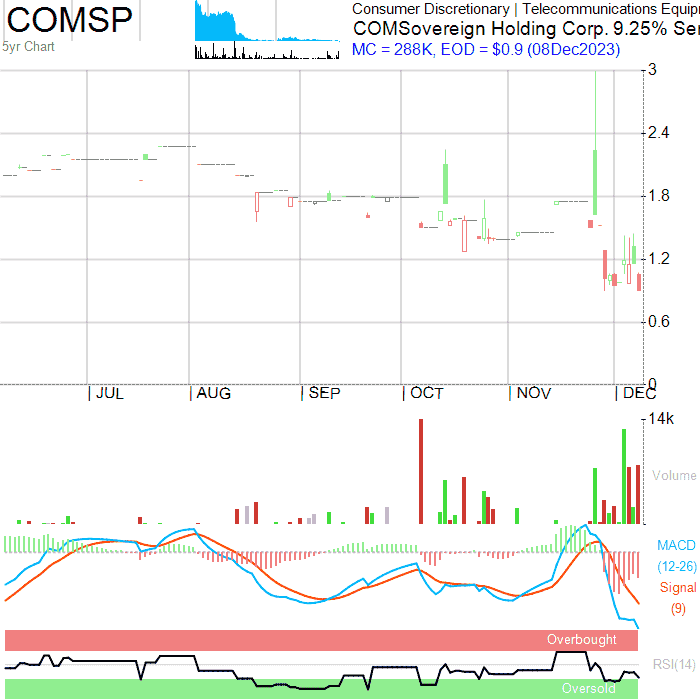 COMSP
5yr Chart
Consumer Discretionary | Telecommunications Equip
COMSovereign Holding Corp. 9.25% Ser
MC = 288K, EOD = $0.9 (08Dec2023)
3
2.4
1.8
1.2
0.6
0
JUL AUG SEP OCT NOV DEC
14k
Volume
MACD
(12-26)
Signal
(9)
Overbought
RSI(14)
Oversold